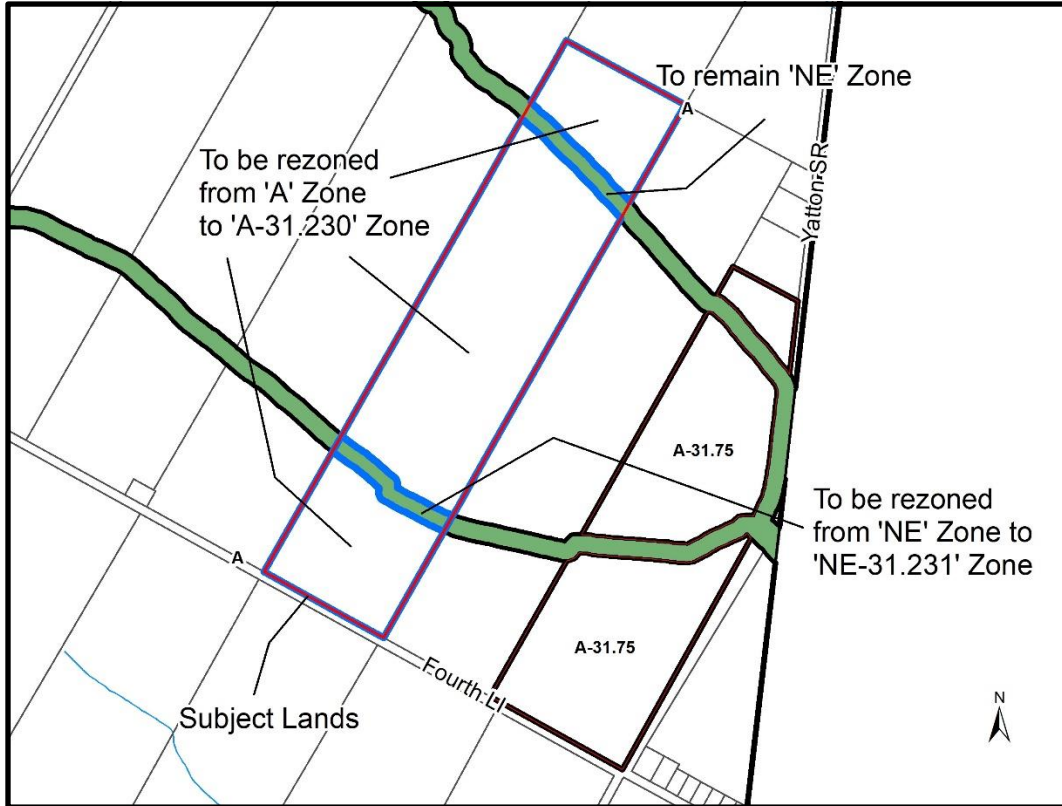 To remain 'NE' Zone
A
To be rezoned
from 'A' Zone
to 'A-31.230' Zone
Yatton SR
A-31.75
To be rezoned
from 'NE' Zone to
'NE-31.231' Zone
A
A-31.75
Fourth LI
Subject Lands
N